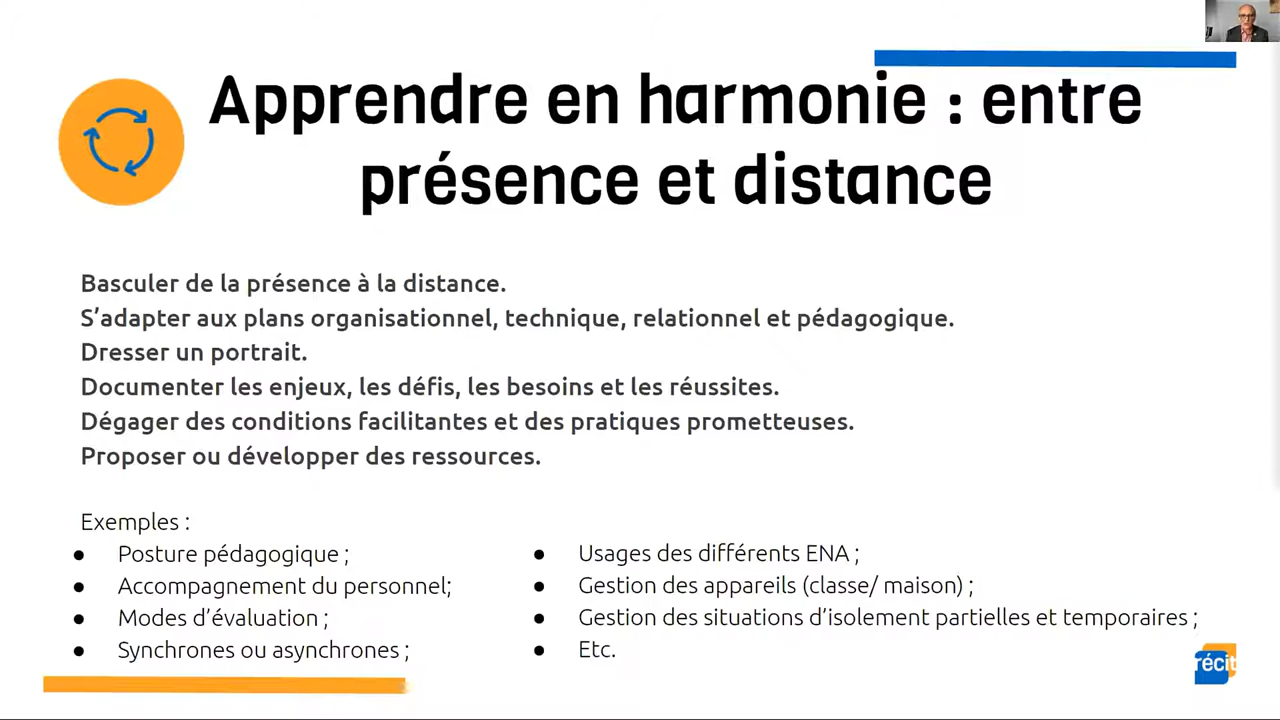 Apprendre en harmonie : entre
présence et distance
Basculer de la présence à la distance.
S’adapter aux plans organisationnel, technique, relationnel et pédagogique.
Dresser un portrait.
Documenter les enjeux, les défis, les besoins et les réussites.
Dégager des conditions facilitantes et des pratiques prometteuses.
Proposer ou développer des ressources.
Exemples :
● Posture pédagogique ;
● Accompagnement du personnel;
● Modes d’évaluation ;
● Synchrones ou asynchrones ;
● Usages des différents ENA ;
● Gestion des appareils (classe/ maison) ;
● Gestion des situations d’isolement partielles et temporaires ;
● Etc.
récit